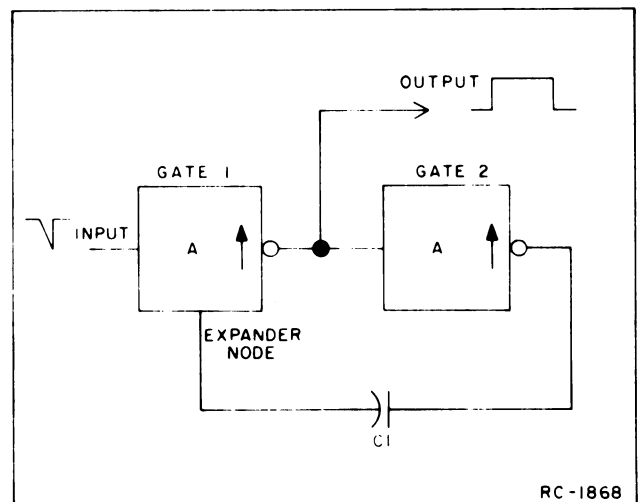 OUTPUT
GATE 1
GATE 2
INPUT
A
A
EXPANDER
NODE
C1
RC-1868